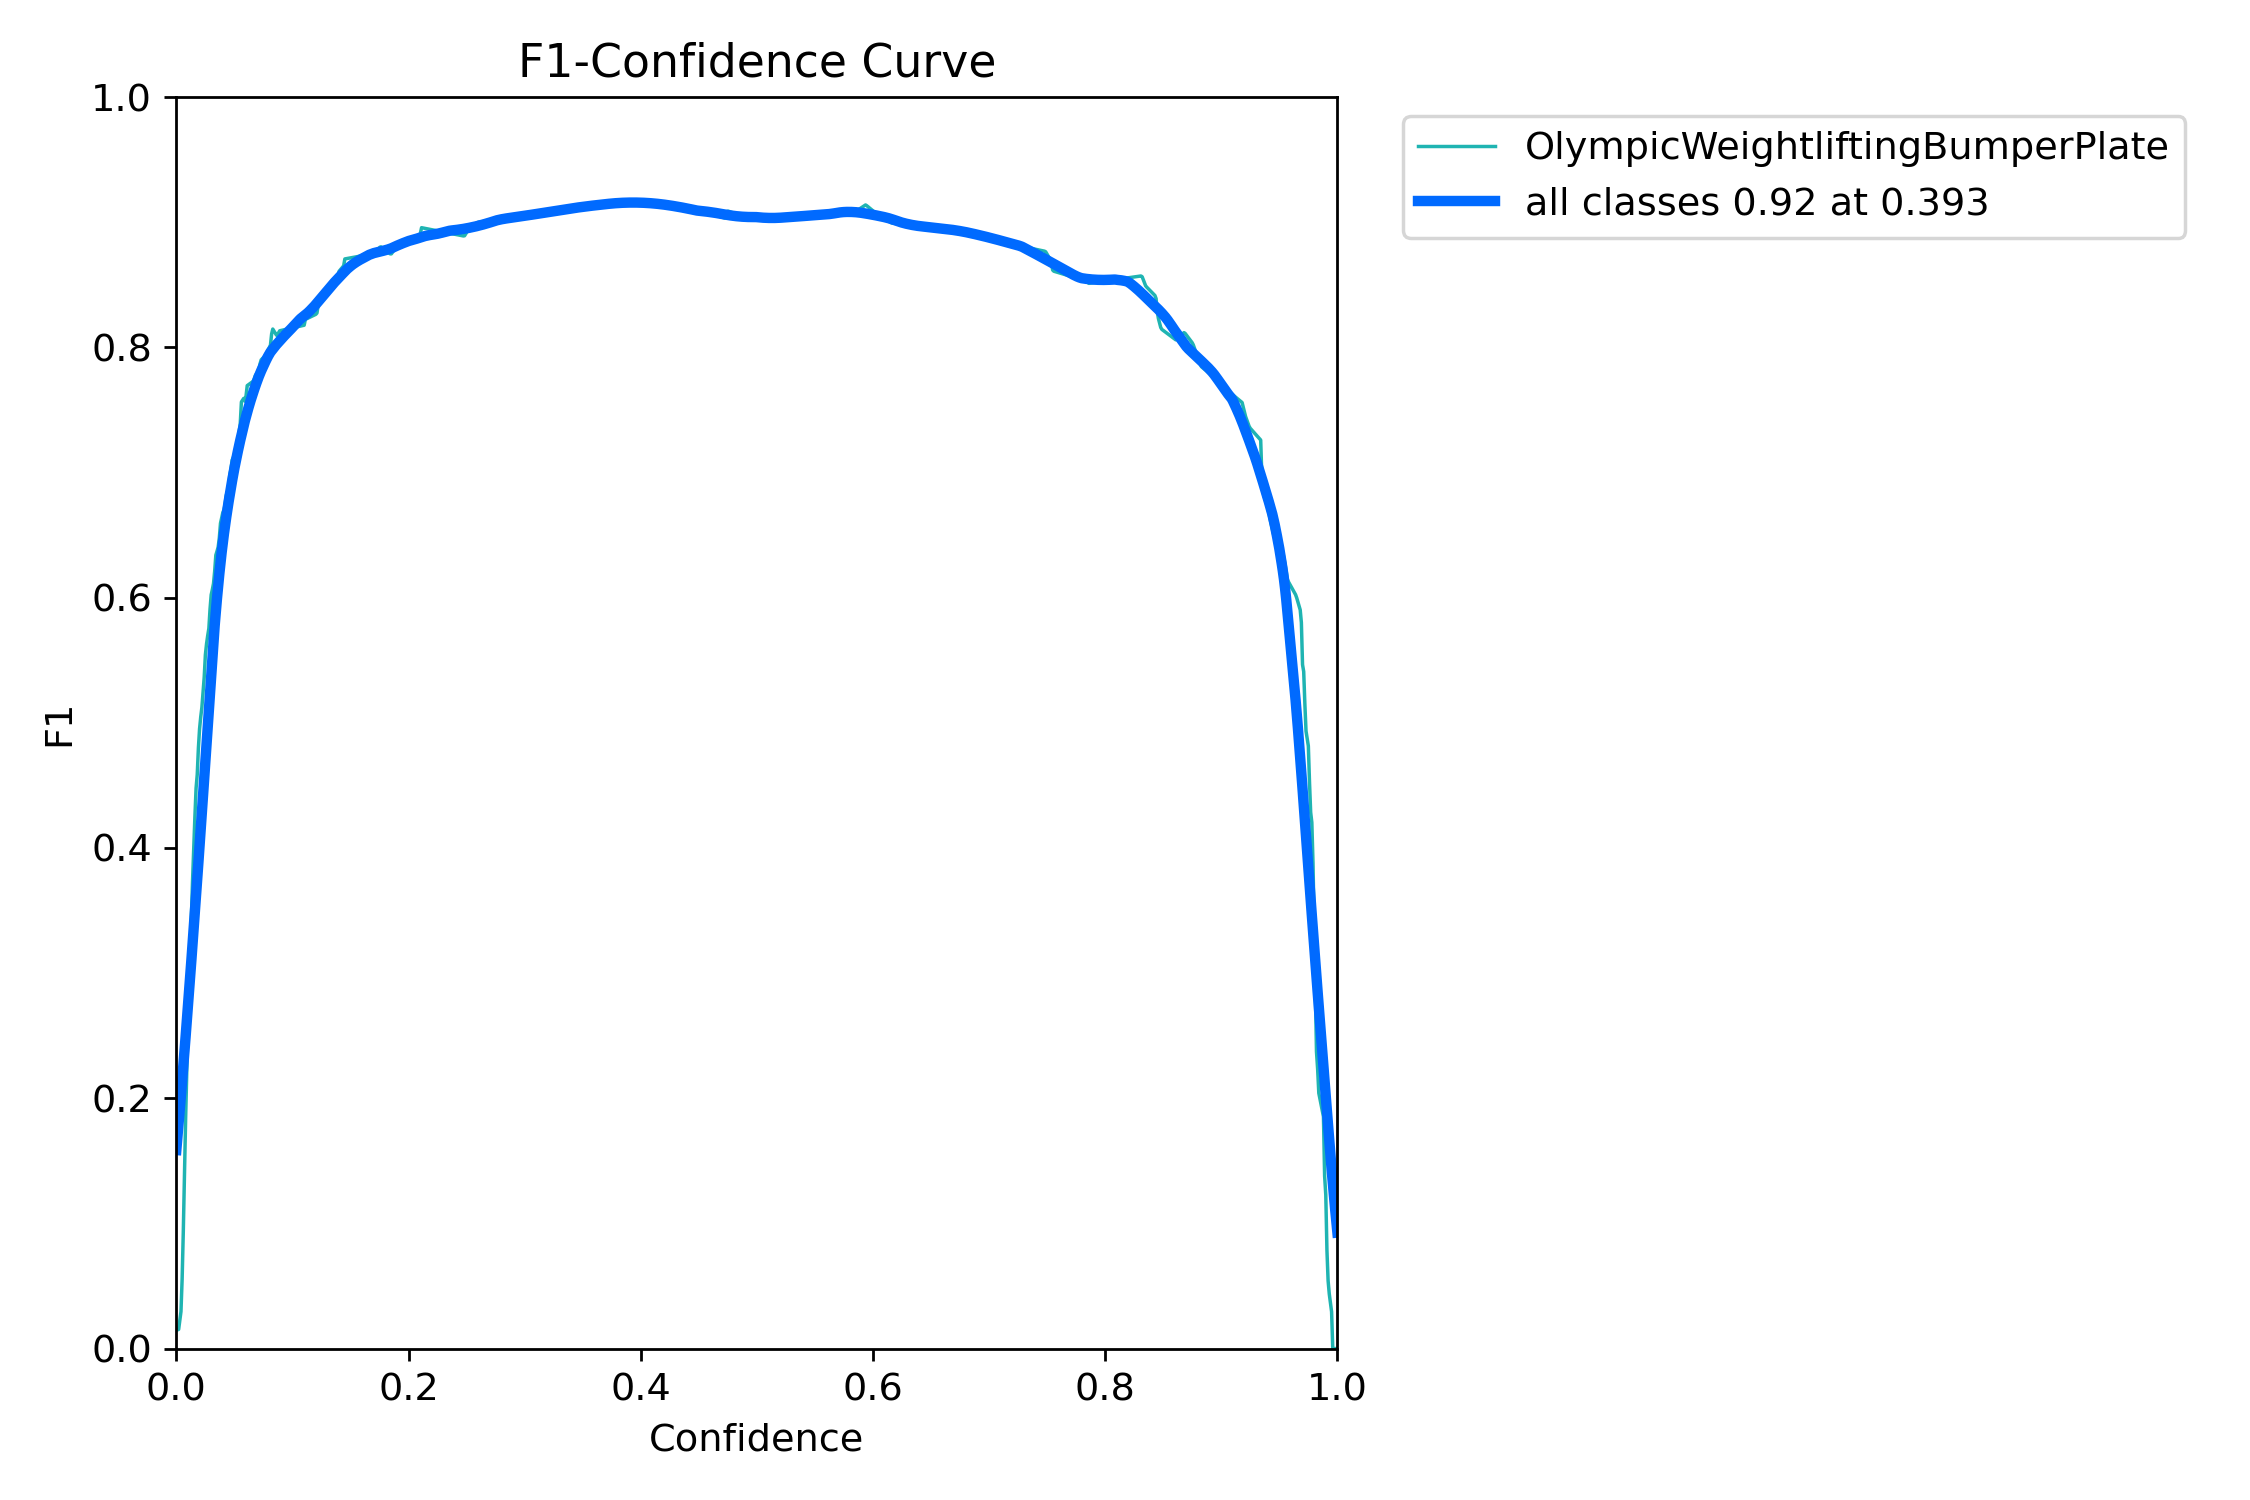 F1-Confidence Curve
1.0
0.8
0.6
0.4
0.2
0.0
F1
0.0 0.2 0.4 0.6 0.8 1.0
Confidence
OlympicWeightliftingBumperPlate
all classes 0.92 at 0.393